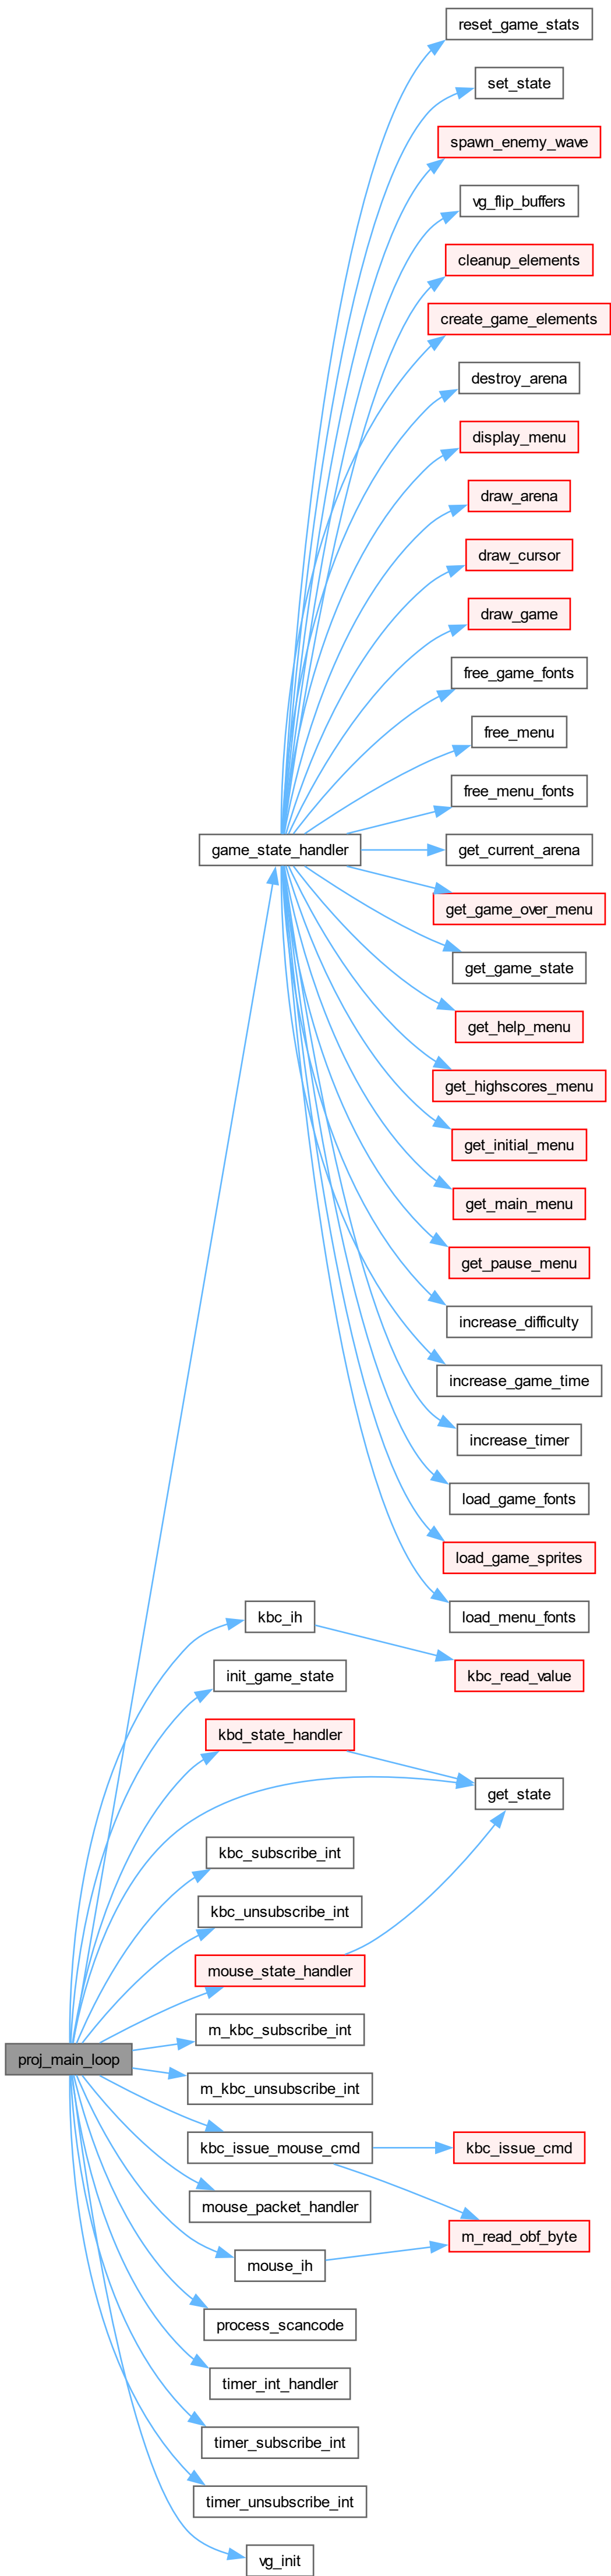 reset_game_stats
set_state
spawn_enemy_wave
vg_flip_buffers
cleanup_elements
create_game_elements
destroy_arena
display_menu
draw_arena
draw_cursor
draw_game
free_game_fonts
free_menu
free_menu_fonts
game_state_handler
get_current_arena
get_game_over_menu
get_game_state
get_help_menu
get_highscores_menu
get_initial_menu
get_main_menu
get_pause_menu
increase_difficulty
increase_game_time
increase_timer
load_game_fonts
load_game_sprites
load_menu_fonts
kbc_ih
kbc_read_value
init_game_state
kbd_state_handler
get_state
kbc_subscribe_int
kbc_unsubscribe_int
mouse_state_handler
m_kbc_subscribe_int
proj_main_loop
m_kbc_unsubscribe_int
kbc_issue_mouse_cmd
kbc_issue_cmd
mouse_packet_handler
m_read_obf_byte
mouse_ih
process_scancode
timer_int_handler
timer_subscribe_int
timer_unsubscribe_int
vg_init